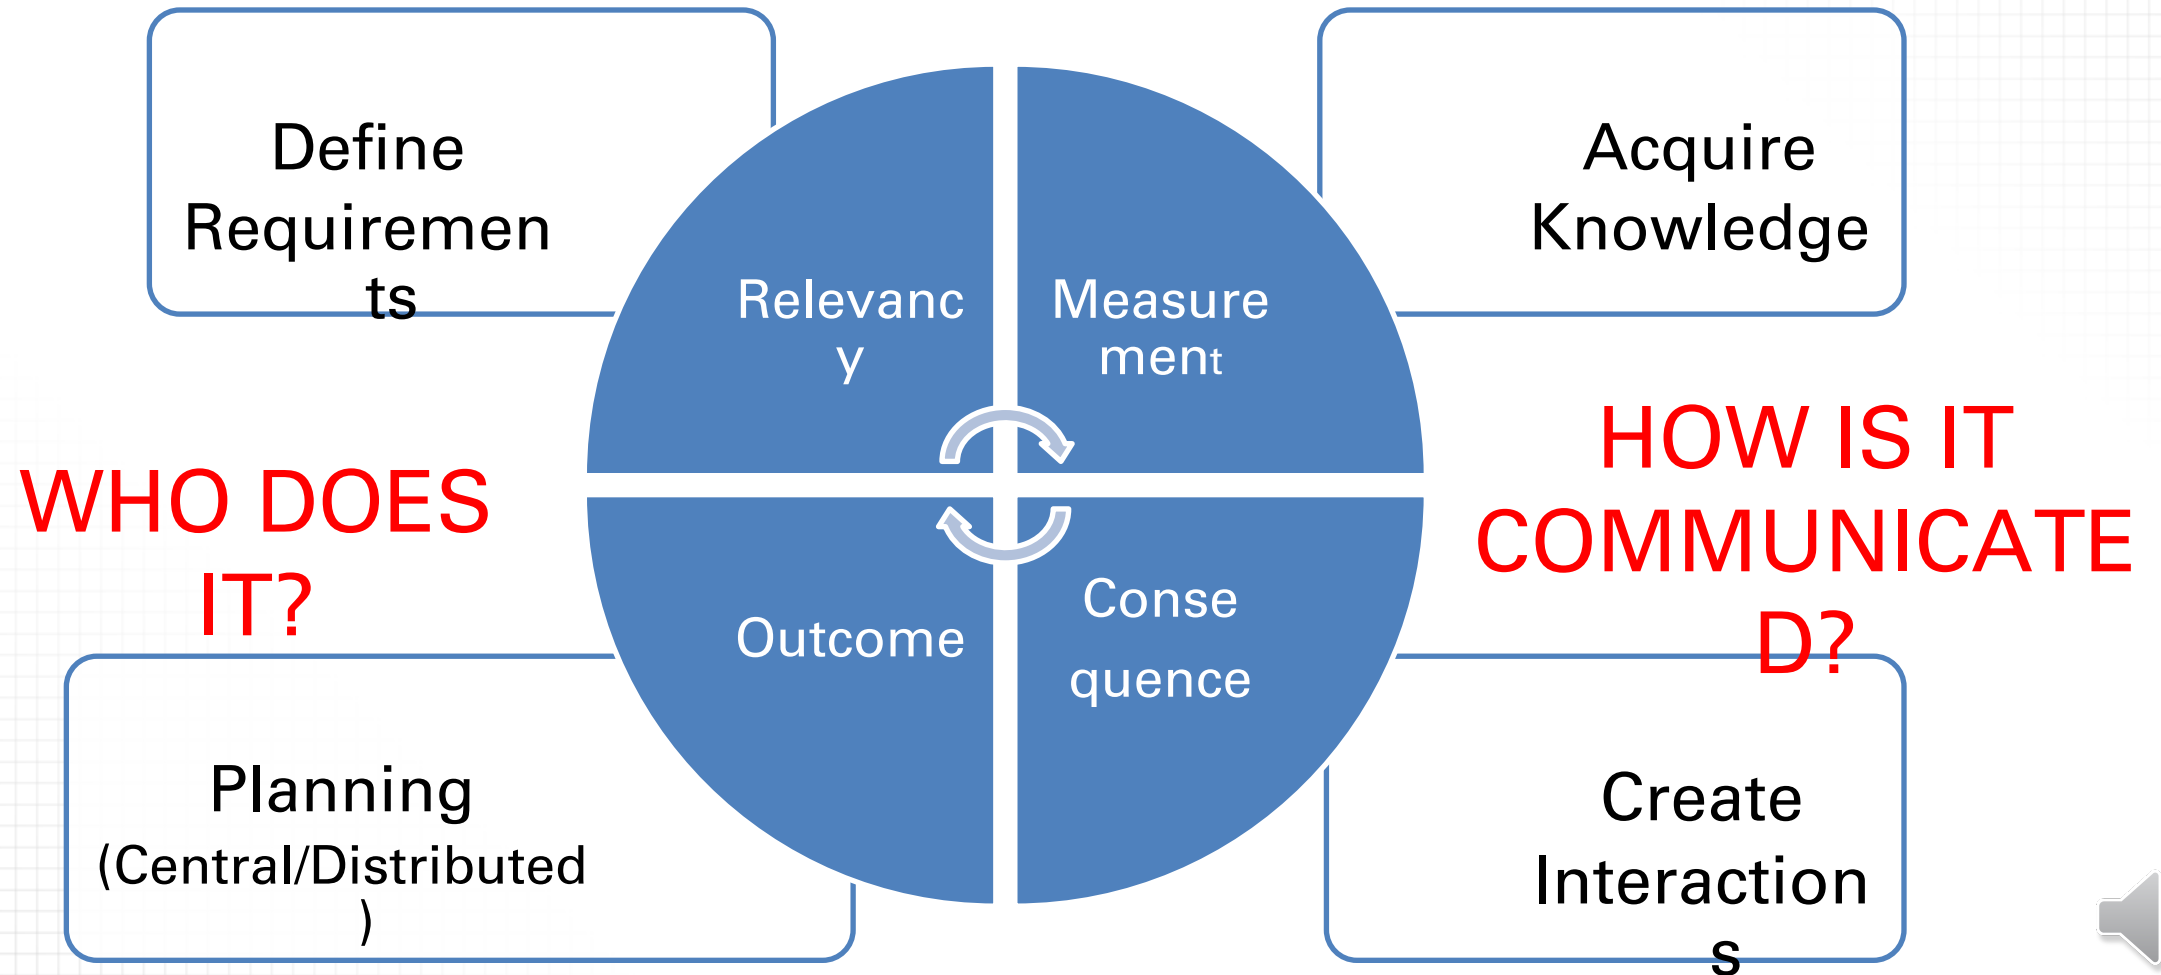 Define
Requiremen
ts
Acquire
Knowledge
Relevanc
y
Measure
ment
WHO DOES
IT?
HOW IS IT
COMMUNICATE
D?
Outcome
Conse
quence
Planning
(Central/Distributed
)
Create
Interaction
s